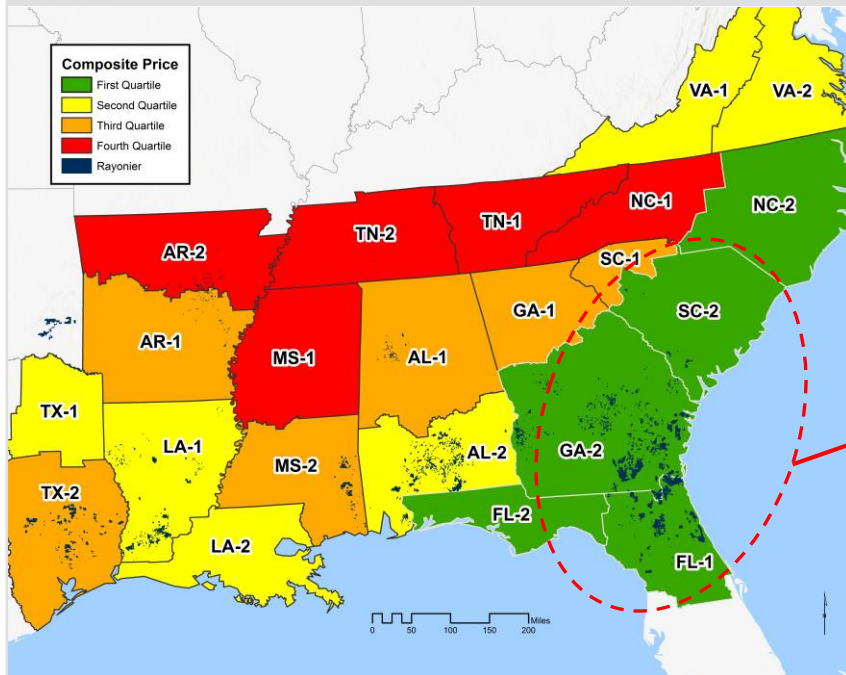 Composite Price
First Quartile
Second Quartile
Third Quartile
Fourth Quartile
Rayonier
VA-1
VA-2
NC-1
NC-2
TN-1
TN-2
AR-2
SC-1
SC-2
GA-1
AR-1
MS-1
AL-1
TX-1
LA-1
MS-2
AL-2
GA-2
TX-2
LA-2
FL-2
FL-1
Miles
0 50 100 150 200